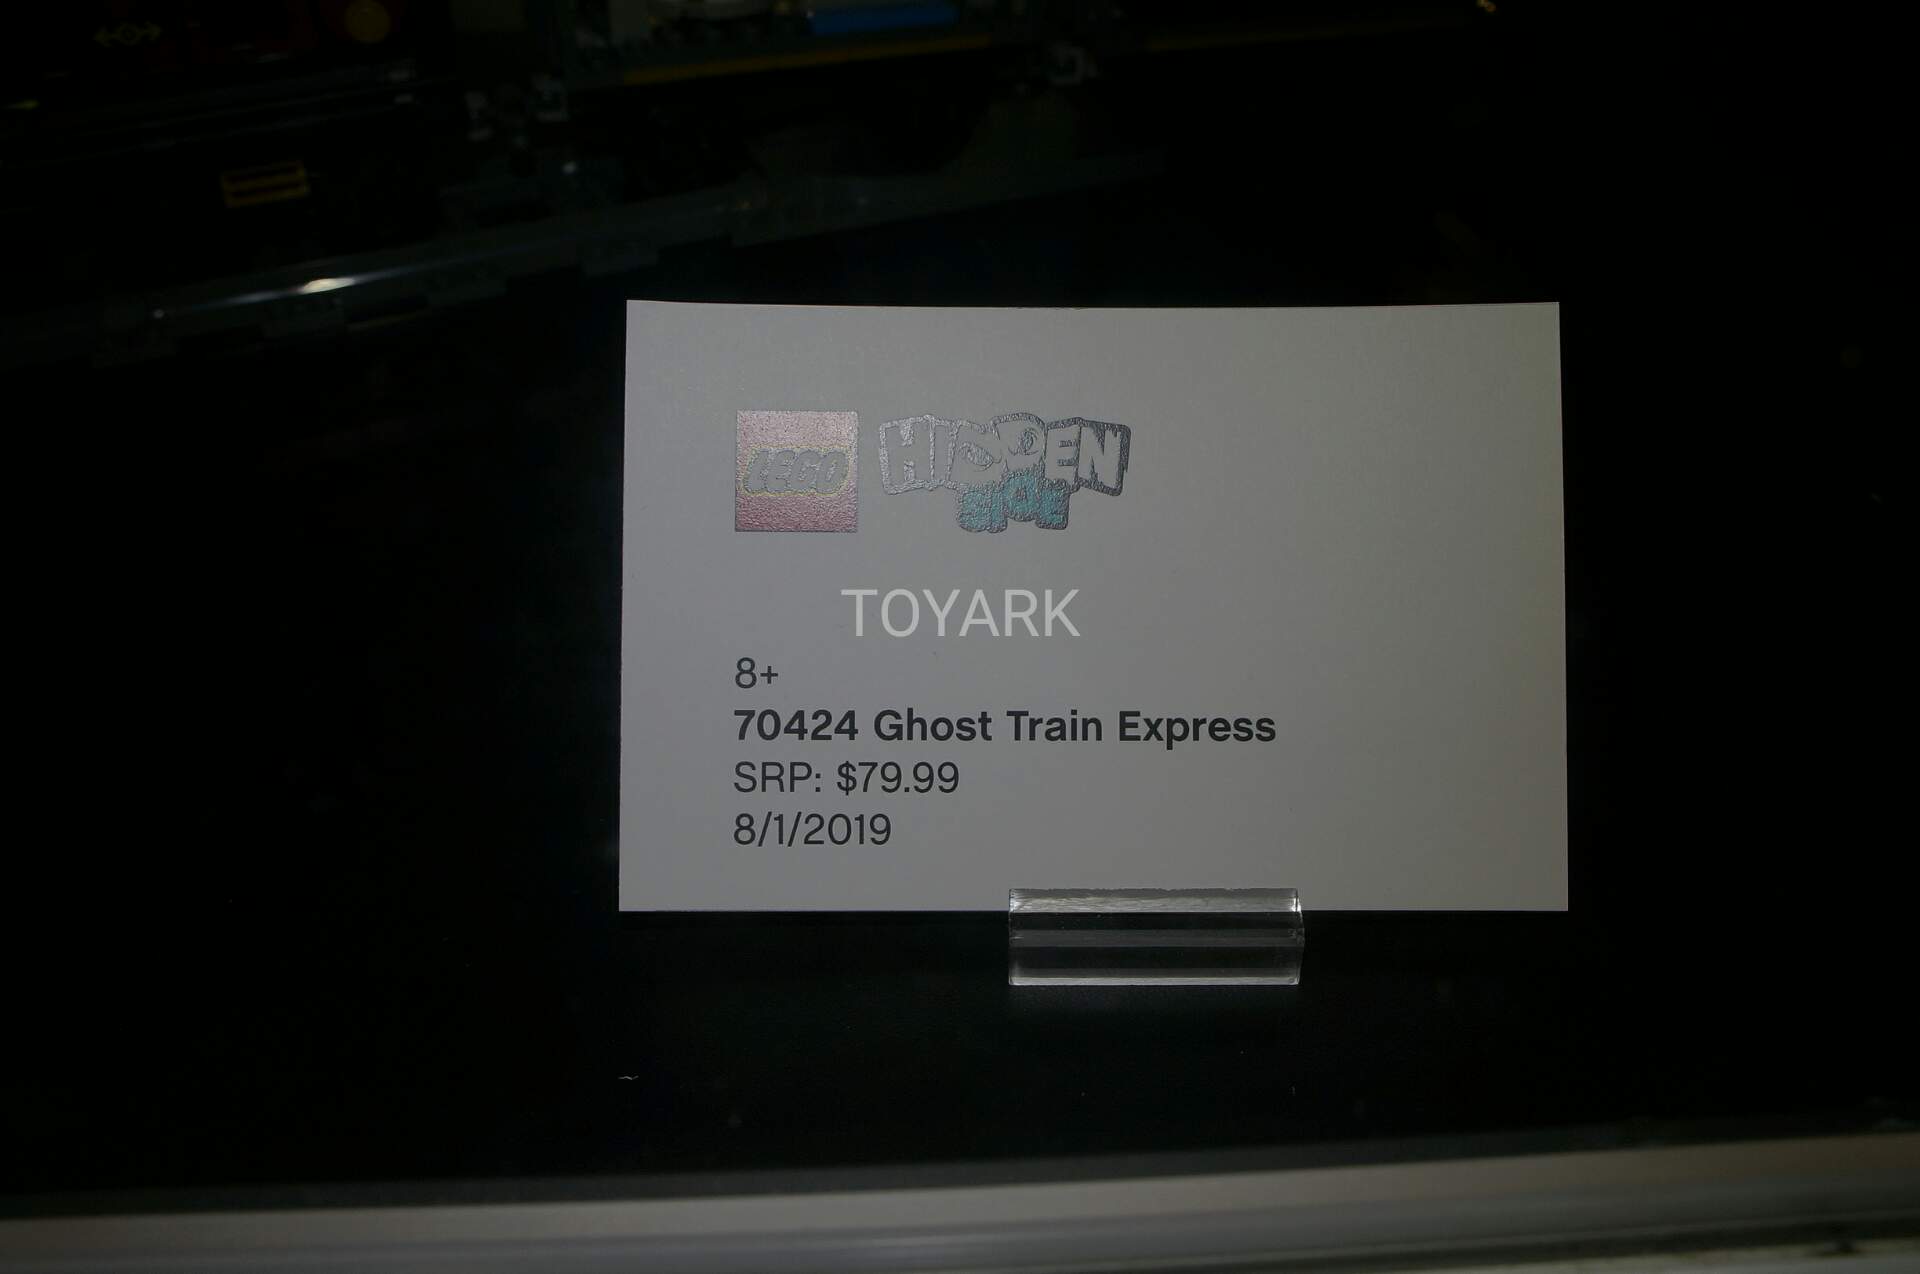 LEGO HIDDEN
SIDE
TOYARK
8+
70424 Ghost Train Express
SRP: $79.99
8/1/2019